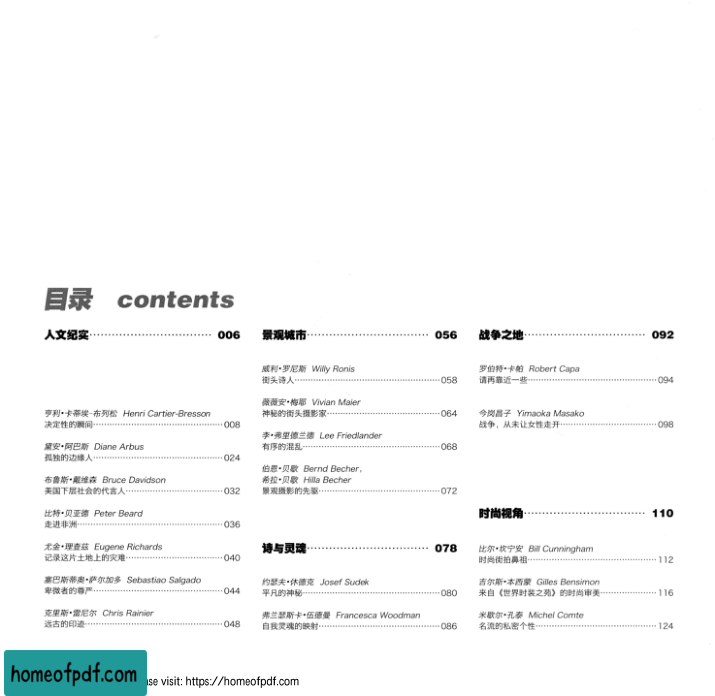 目录 contents
人文纪实 006
亨利•卡蒂埃-布列松 Henri Cartier-Bresson
决定性的瞬间 008
黛安•阿巴斯 Diane Arbus
孤独的边缘人 024
布鲁斯•戴维森 Bruce Davidson
美国下层社会的代言人 032
比特•贝亚德 Peter Beard
走进非洲 036
尤金•理查兹 Eugene Richards
记录这片土地上的灾难 040
塞巴斯蒂奥•萨尔加多 Sebastiao Salgado
卑微者的尊严 044
克里斯•雷尼尔 Chris Rainier
远古的印迹 048
景观城市 056
威利•罗尼斯 Willy Ronis
街头诗人 058
薇薇安•梅耶 Vivian Maier
神秘的街头摄影家 064
李•弗里德兰德 Lee Friedlander
有序的混乱 068
伯恩•贝歇 Bernd Becher,
希拉•贝歇 Hilla Becher
景观摄影的先驱 072
诗与灵魂 078
约瑟夫•休德克 Josef Sudek
平凡的神秘 080
弗兰瑟斯卡•伍德曼 Francesca Woodman
自我灵魂的映射 086
战争之地 092
罗伯特•卡帕 Robert Capa
请再靠近一些 094
今岗昌子 Yimaoka Masako
战争，从未让女性走开 098
时尚视角 110
比尔•坎宁安 Bill Cunningham
时尚街拍鼻祖 112
吉尔斯•本西蒙 Gilles Bensimon
来自《世界时装之苑》的时尚审美 116
米歇尔•孔泰 Michel Comte
名流的私密个性 124
homeofpdf.com
se visit: https://homeofpdf.com